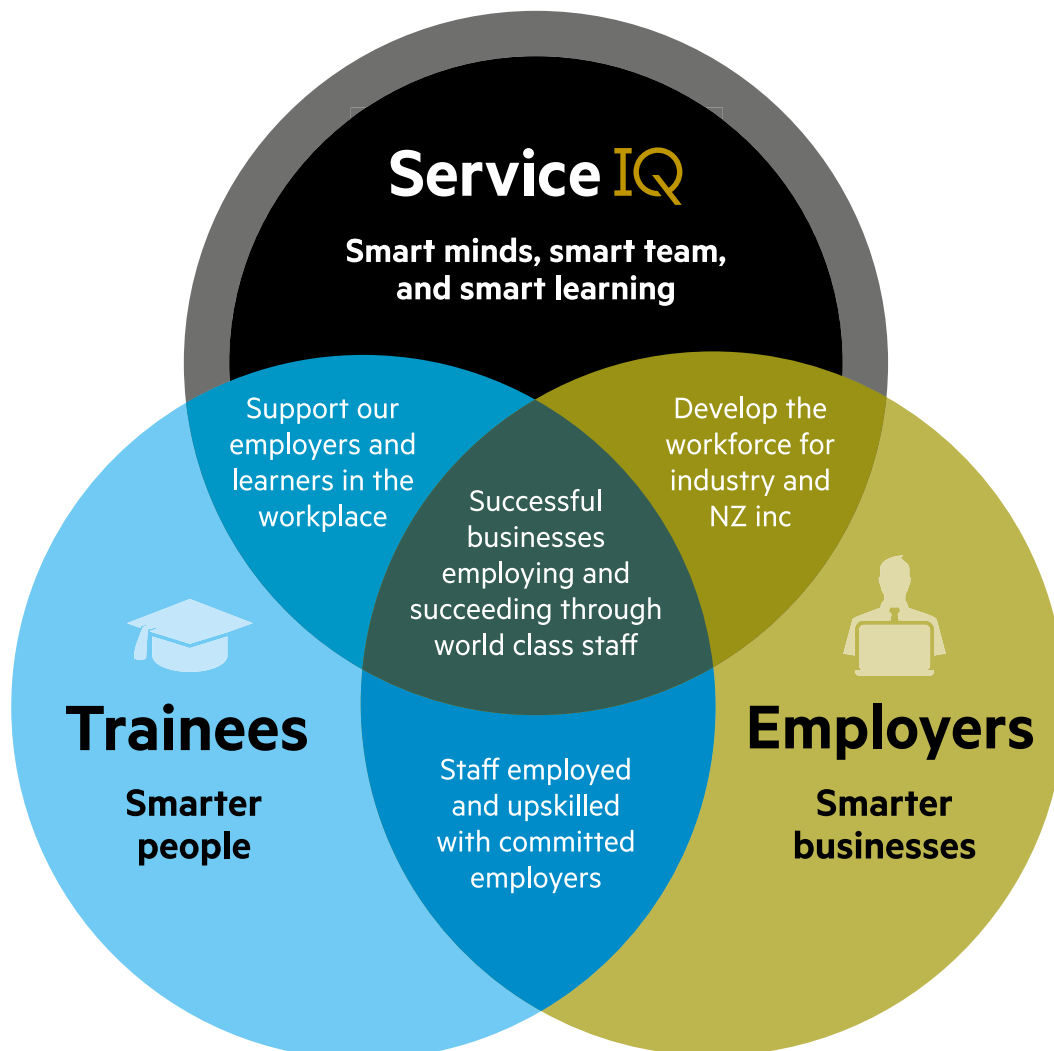 Service IQ
Smart minds, smart team,
and smart learning
Support our
employers and
learners in the
workplace
Develop the
workforce for
industry and
NZ inc
Successful
businesses
employing and
succeeding through
world class staff
Trainees
Smarter
people
Employers
Smarter
businesses
Staff employed
and upskilled
with committed
employers